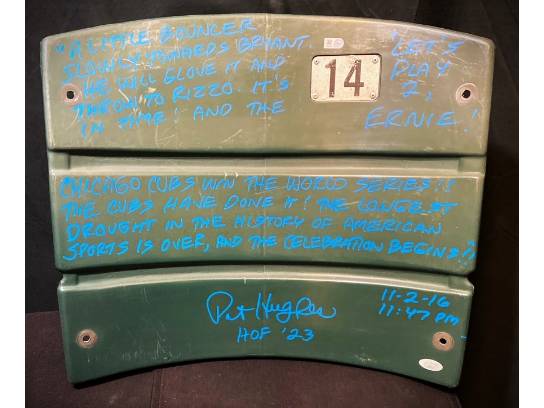 "A LITTLE BOUNCER
SLOWLY TOWARDS BRYANT.
HE WILL GLOVE IT AND
THROW TO RIZZO. IT'S
IN TIME! AND THE
14
"LET'S
PLAY
2,
ERNIE!"
CHICAGO CUBS WIN THE WORLD SERIES!!
THE CUBS HAVE DONE IT! THE LONGEST
DROUGHT IN THE HISTORY OF AMERICAN
SPORTS IS OVER, AND THE CELEBRATION BEGINS!"
Pat Hughes
HOF '23
11-2-16
11:47 PM